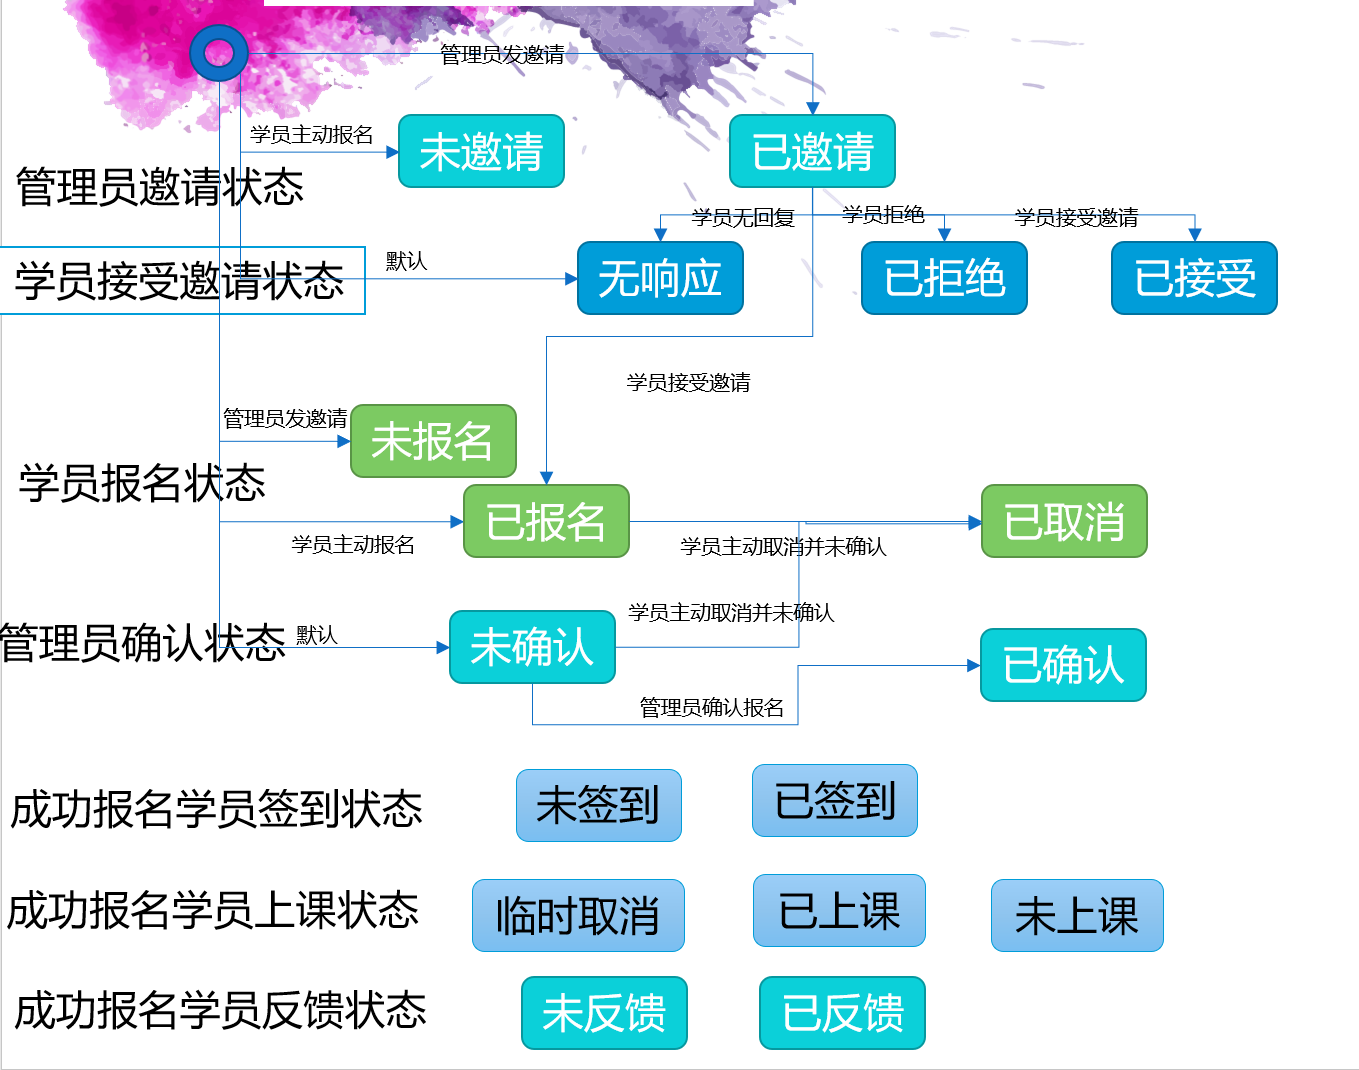 管理员发邀请
学员主动报名
未邀请
已邀请
管理员邀请状态
学员无回复
学员拒绝
学员接受邀请
学员接受邀请状态
默认
无响应
已拒绝
已接受
学员接受邀请
管理员发邀请
未报名
学员报名状态
已报名
已取消
学员主动报名
学员主动取消并未确认
学员主动取消并未确认
管理员确认状态
默认
未确认
已确认
管理员确认报名
成功报名学员签到状态
未签到
已签到
成功报名学员上课状态
临时取消
已上课
未上课
成功报名学员反馈状态
未反馈
已反馈